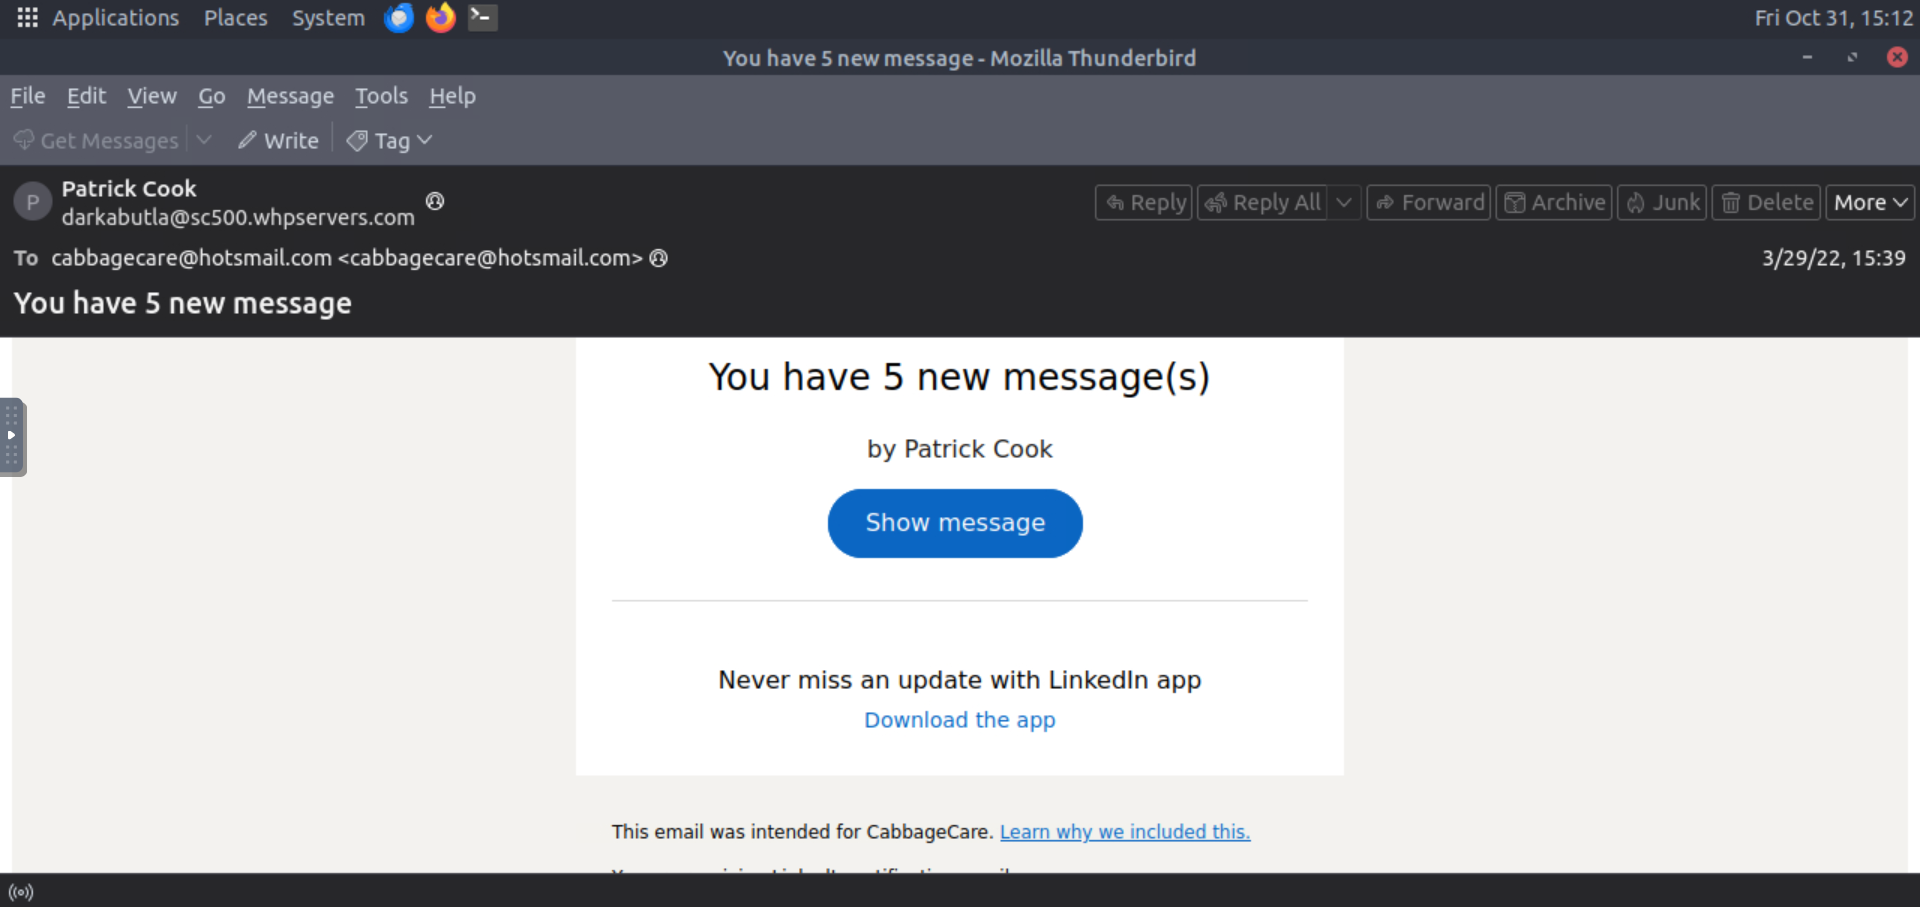 Applications Places System Fri Oct 31, 15:12
You have 5 new message - Mozilla Thunderbird
File Edit View Go Message Tools Help
Get Messages Write Tag
P Patrick Cook
darkabutla@sc500.whpservers.com
Reply Reply All Forward Archive Junk Delete More
To cabbagecare@hotsmail.com <cabbagecare@hotsmail.com> 3/29/22, 15:39
You have 5 new message
You have 5 new message(s)
by Patrick Cook
Show message
Never miss an update with LinkedIn app
Download the app
This email was intended for CabbageCare. Learn why we included this.